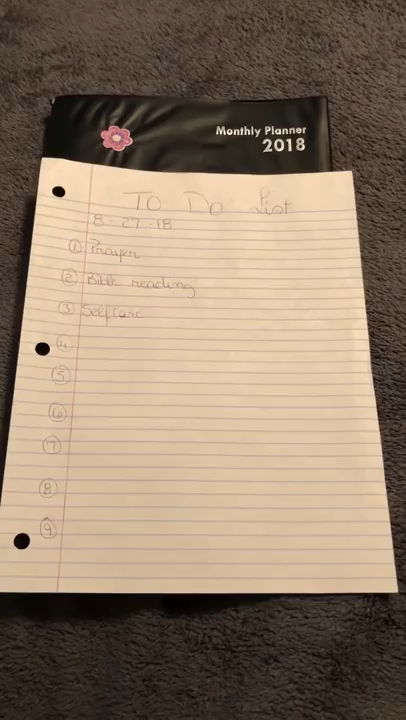 Monthly Planner
2018
To Do List
8-27-18
① Prayer
② Bible reading
③ Selfcare
④
⑤
⑥
⑦
⑧
⑨